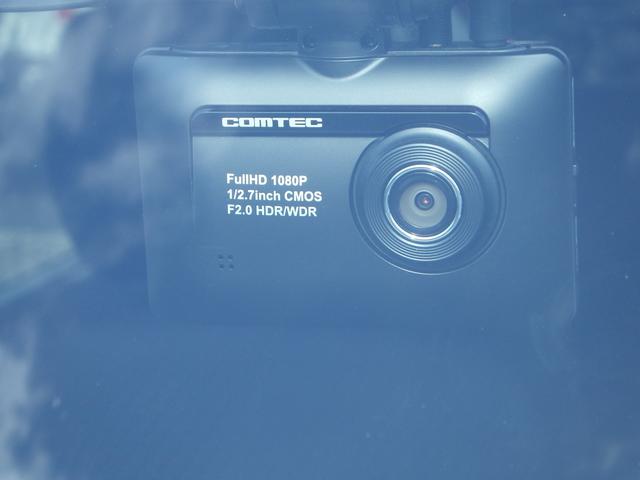 COMTEC
FullHD 1080P
1/2.7inch CMOS
F2.0 HDR/WDR